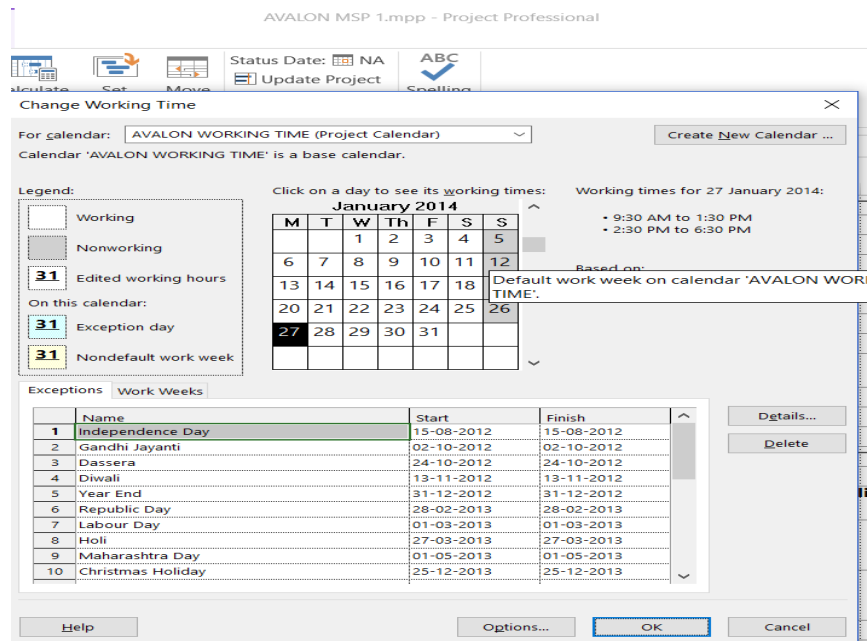 AVALON MSP 1.mpp - Project Professional
Status Date: NA
ABC
Update Project
Set Move Spelling
Change Working Time
For calendar: AVALON WORKING TIME (Project Calendar) Create New Calendar ...
Calendar 'AVALON WORKING TIME' is a base calendar.
Legend: Click on a day to see its working times: Working times for 27 January 2014:
January 2014
Working
M T W Th F S S
• 9:30 AM to 1:30 PM
• 2:30 PM to 6:30 PM
1 2 3 4 5
Nonworking
6 7 8 9 10 11 12
Based on:
31 Edited working hours
13 14 15 16 17 18
Default work week on calendar 'AVALON WOR
TIME'.
On this calendar:
20 21 22 23 24 25 26
31 Exception day
27 28 29 30 31
31 Nondefault work week
Exceptions Work Weeks
Name Start Finish
1 Independence Day 15-08-2012 15-08-2012
2 Gandhi Jayanti 02-10-2012 02-10-2012
3 Dassera 24-10-2012 24-10-2012
4 Diwali 13-11-2012 13-11-2012
5 Year End 31-12-2012 31-12-2012
6 Republic Day 28-02-2013 28-02-2013
7 Labour Day 01-03-2013 01-03-2013
8 Holi 27-03-2013 27-03-2013
9 Maharashtra Day 01-05-2013 01-05-2013
10 Christmas Holiday 25-12-2013 25-12-2013
Details...
Delete
Help Options... OK Cancel